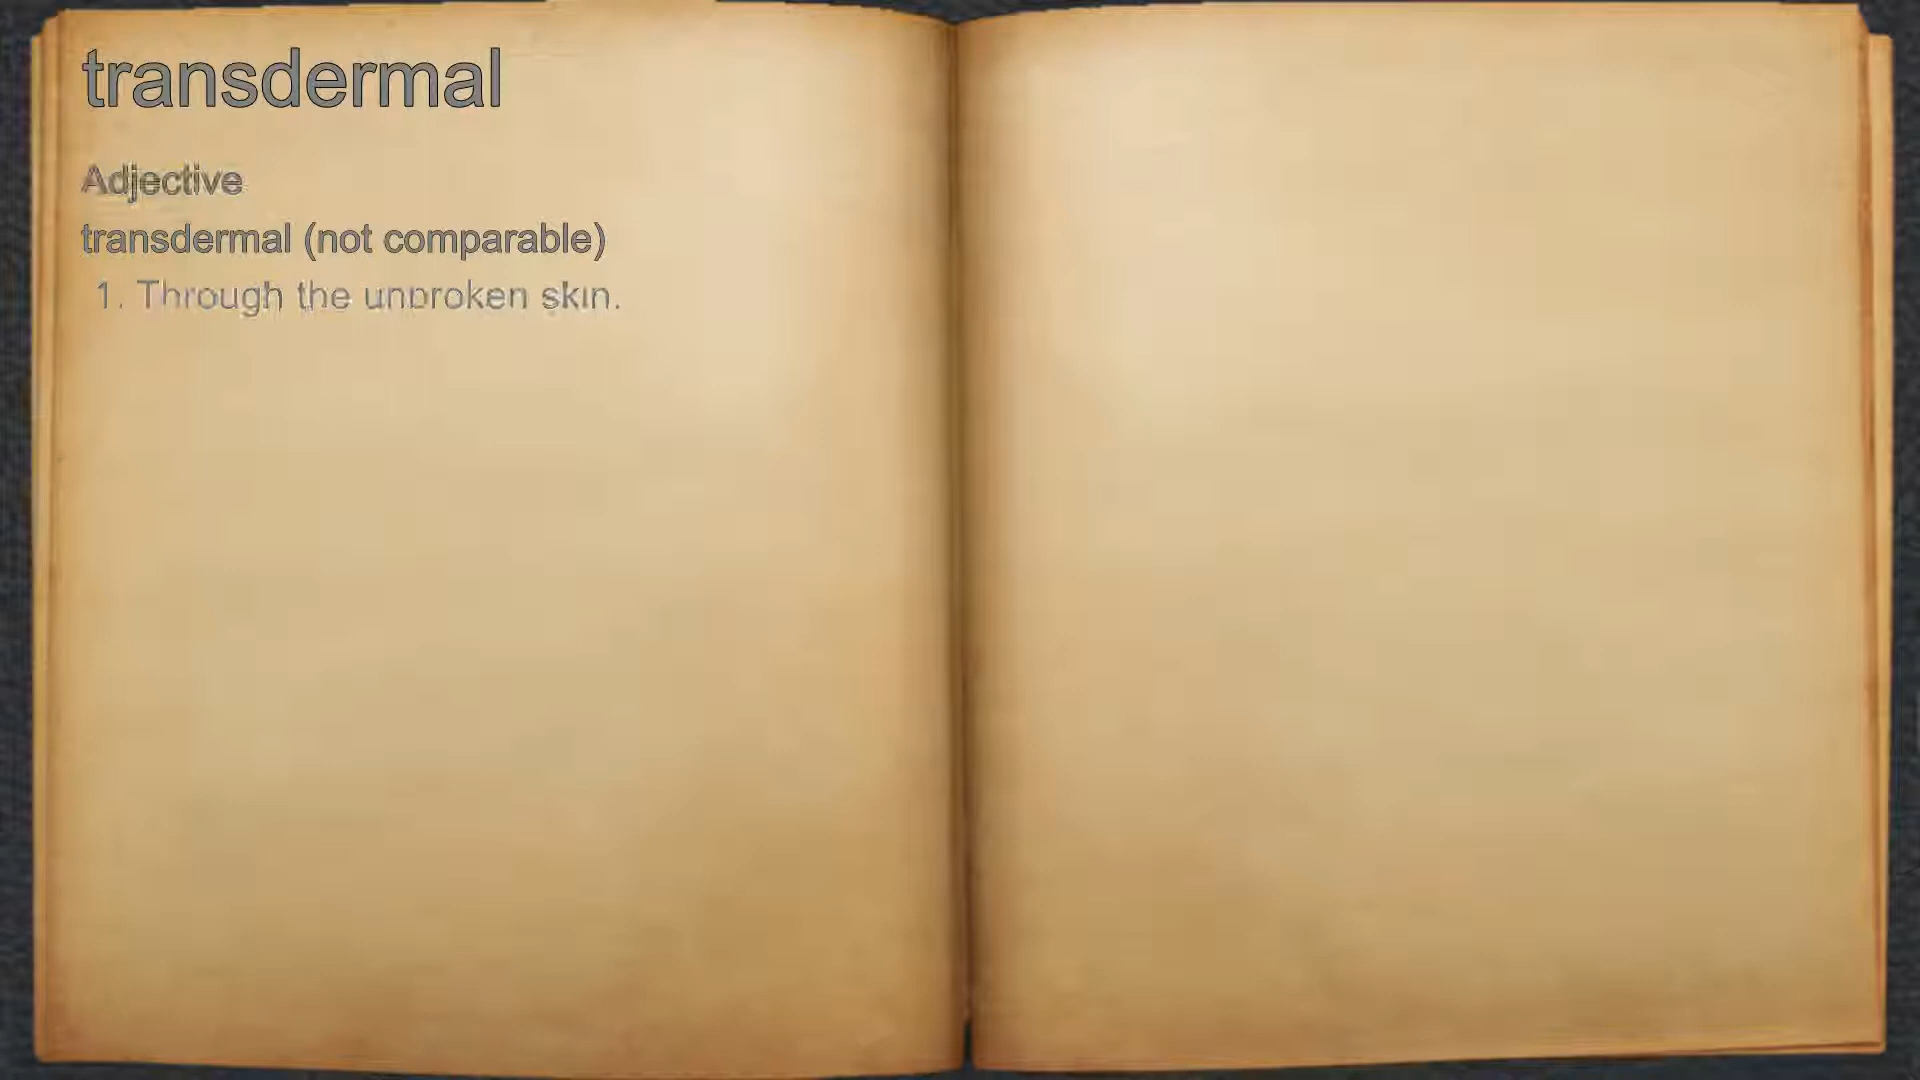 transdermal
Adjective
transdermal (not comparable)
1. Through the unbroken skin.